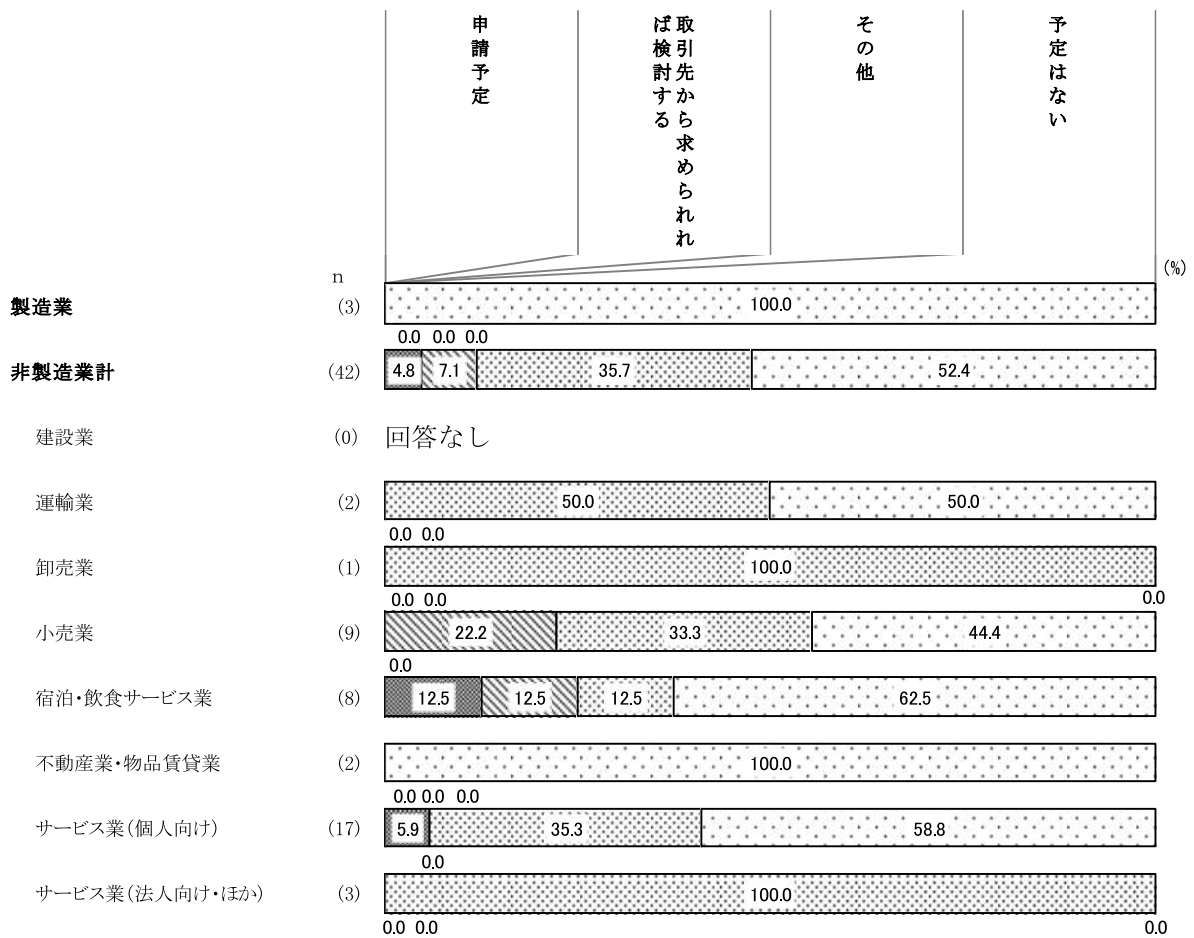 申請予定
取引先から求められれ
ば検討する
その他
予定はない
(%)
n
製造業 (3) 100.0
0.0 0.0 0.0
非製造業計 (42) 4.8 7.1 35.7 52.4
建設業 (0) 回答なし
運輸業 (2) 50.0 50.0
0.0 0.0
卸売業 (1) 100.0
0.0 0.0 0.0
小売業 (9) 22.2 33.3 44.4
0.0
宿泊・飲食サービス業 (8) 12.5 12.5 12.5 62.5
不動産業・物品賃貸業 (2) 100.0
0.0 0.0 0.0
サービス業(個人向け) (17) 5.9 35.3 58.8
0.0
サービス業(法人向け・ほか) (3) 100.0
0.0 0.0 0.0